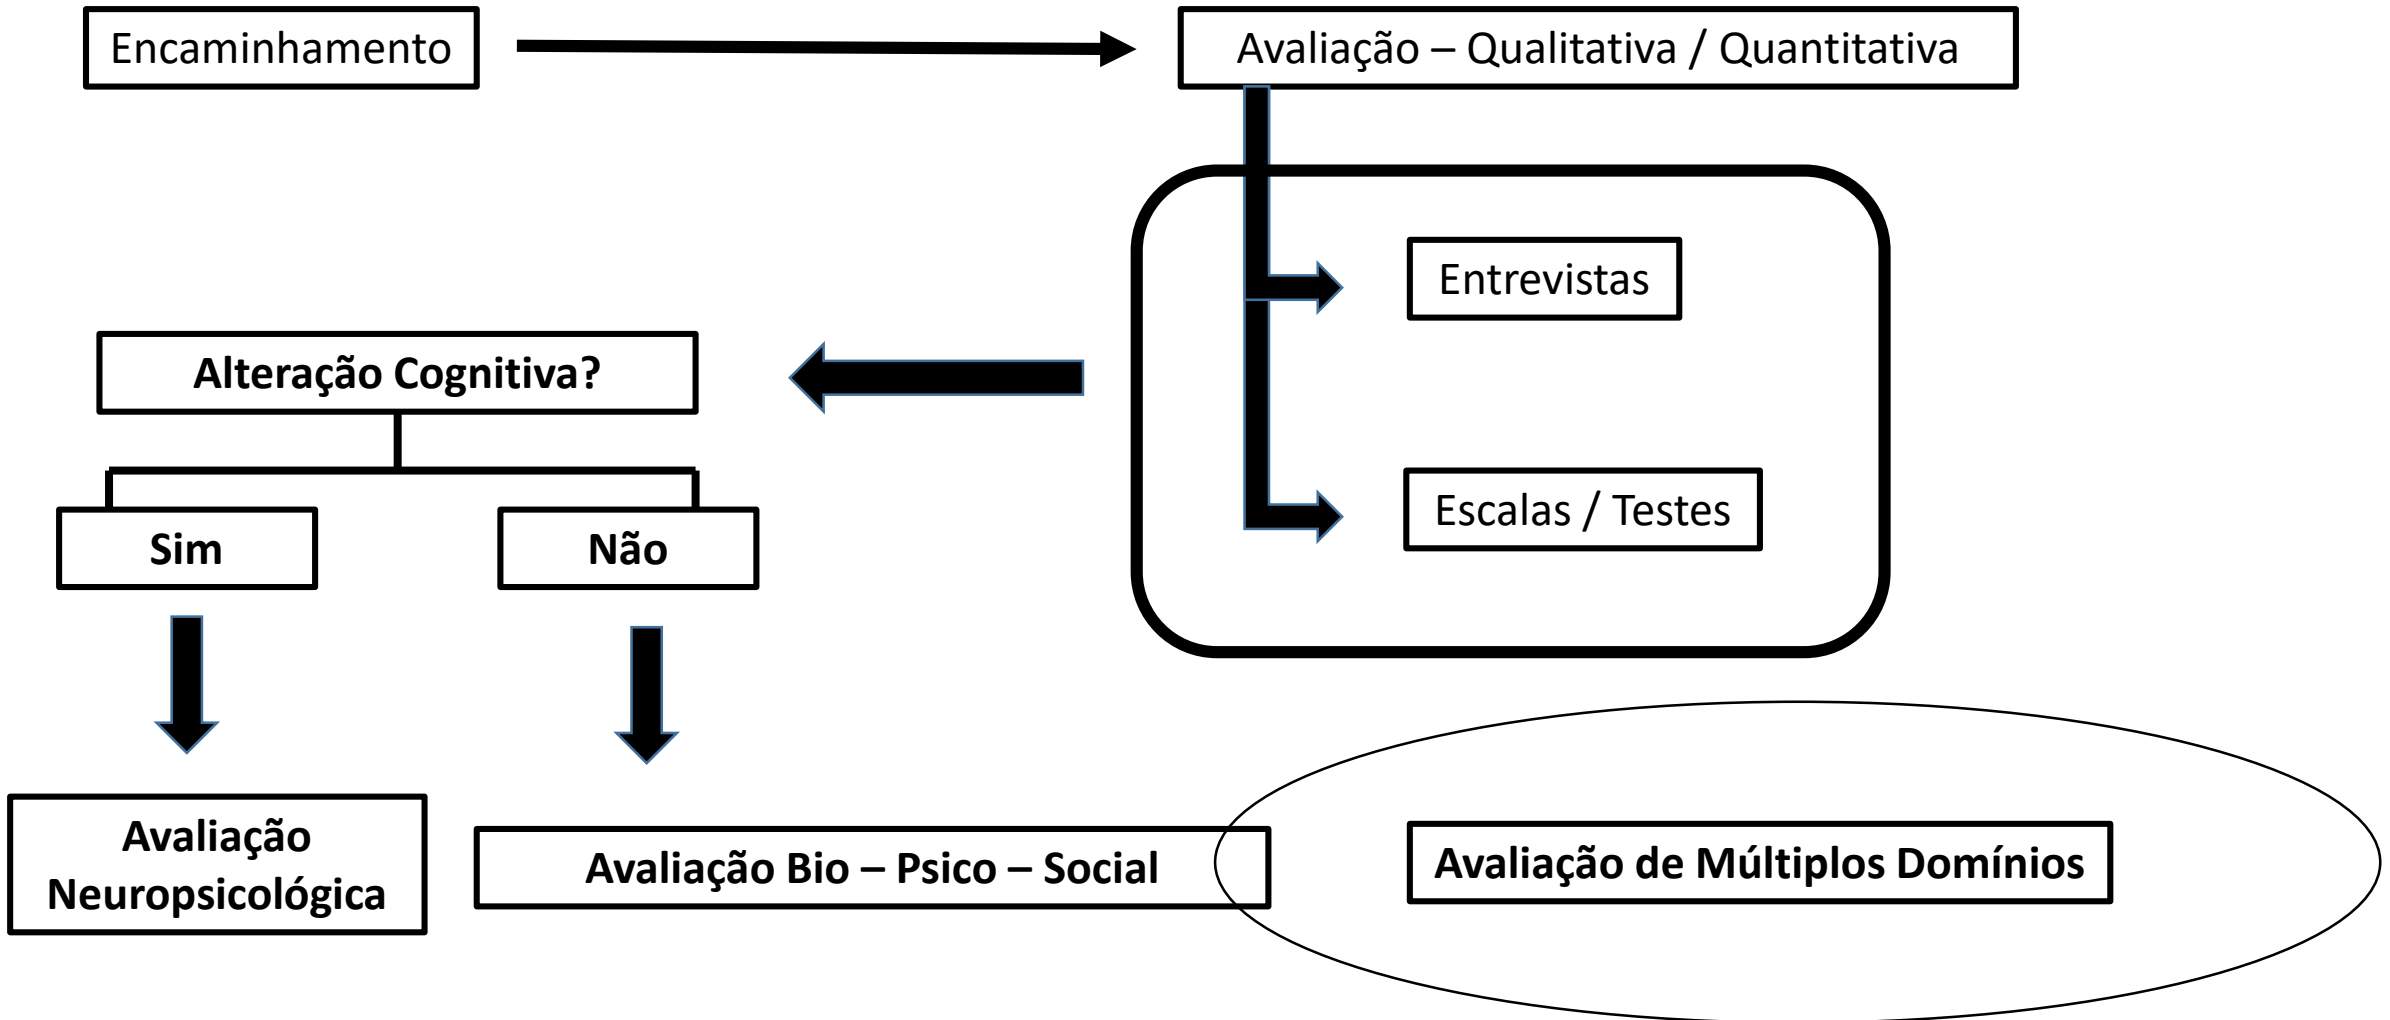 Encaminhamento
Avaliação – Qualitativa / Quantitativa
Entrevistas
Escalas / Testes
Alteração Cognitiva?
Sim
Não
Avaliação
Neuropsicológica
Avaliação Bio – Psico – Social
Avaliação de Múltiplos Domínios